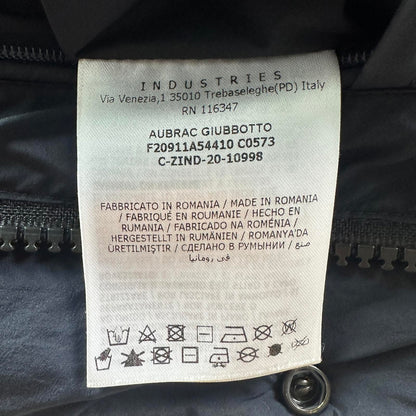 INDUSTRIES
Via Venezia,1 35010 Trebaseleghe(PD) Italy
RN 116347
AUBRAC GIUBBOTTO
F20911A54410 C0573
C-ZIND-20-10998
FABBRICATO IN ROMANIA / MADE IN ROMANIA
/ FABRIQUÉ EN ROUMANIE / HECHO EN
RUMANIA / FABRICADO NA ROMÉNIA /
HERGESTELLT IN RUMÄNIEN / ROMANYA'DA
ÜRETILMIŞTIR / СДЕЛАНО В РУМЫНИИ / صنع
في رومانيا